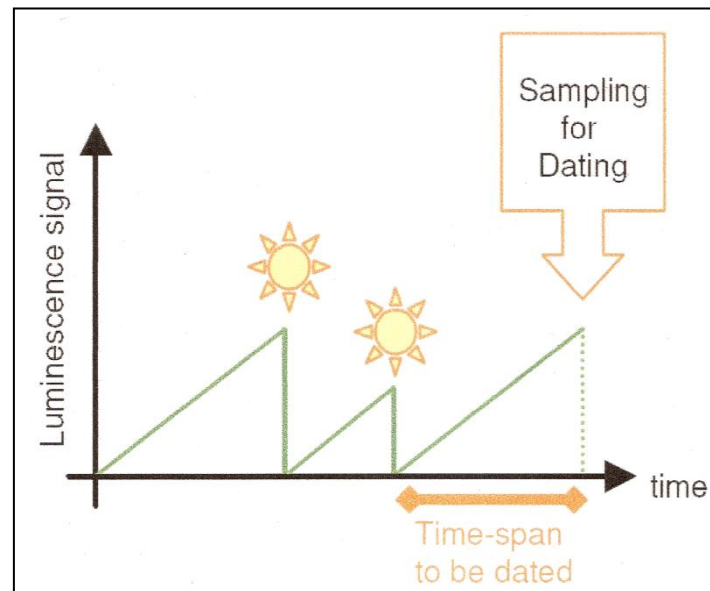 Sampling
for
Dating
Luminescence signal
time
Time-span
to be dated